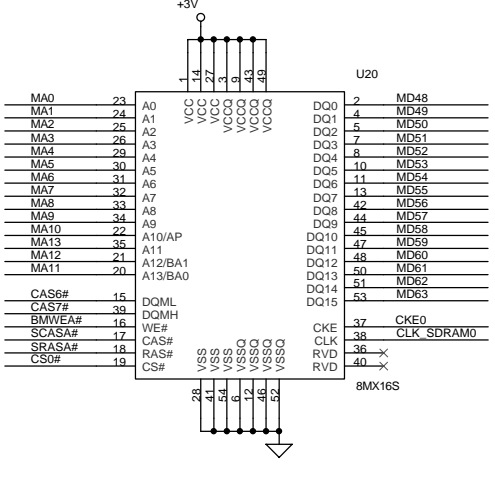 +3V
U20
1 14 27 3 9 43 49
VCC VCC VCC VCCQ VCCQ VCCQ VCCQ
MA0 23 A0 DQ0 2 MD48
MA1 24 A1 DQ1 4 MD49
MA2 25 A2 DQ2 5 MD50
MA3 26 A3 DQ3 7 MD51
MA4 29 A4 DQ4 8 MD52
MA5 30 A5 DQ5 10 MD53
MA6 31 A6 DQ6 11 MD54
MA7 32 A7 DQ7 13 MD55
MA8 33 A8 DQ8 42 MD56
MA9 34 A9 DQ9 44 MD57
MA10 22 A10/AP DQ10 45 MD58
MA13 35 A11 DQ11 47 MD59
MA12 21 A12/BA1 DQ12 48 MD60
MA11 20 A13/BA0 DQ13 50 MD61
DQ14 51 MD62
CAS6# 15 DQML DQ15 53 MD63
CAS7# 39 DQMH
BMWEA# 16 WE# CKE 37 CKE0
SCASA# 17 CAS# CLK 38 CLK_SDRAM0
SRASA# 18 RAS# RVD 36
CS0# 19 CS# RVD 40
VSS VSS VSS VSSQ VSSQ VSSQ VSSQ
28 41 54 6 12 46 52
8MX16S